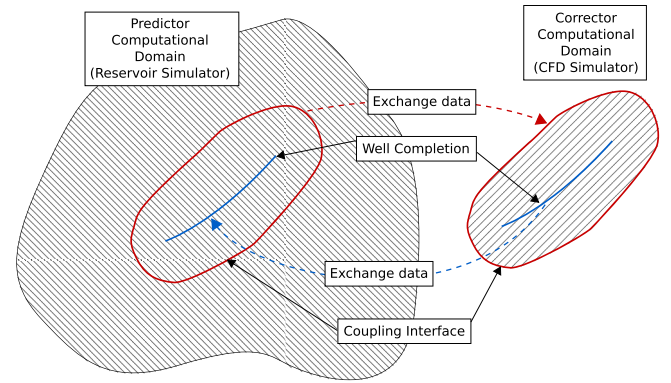 Predictor
Computational
Domain
(Reservoir Simulator)
Corrector
Computational
Domain
(CFD Simulator)
Exchange data
Well Completion
Exchange data
Coupling Interface